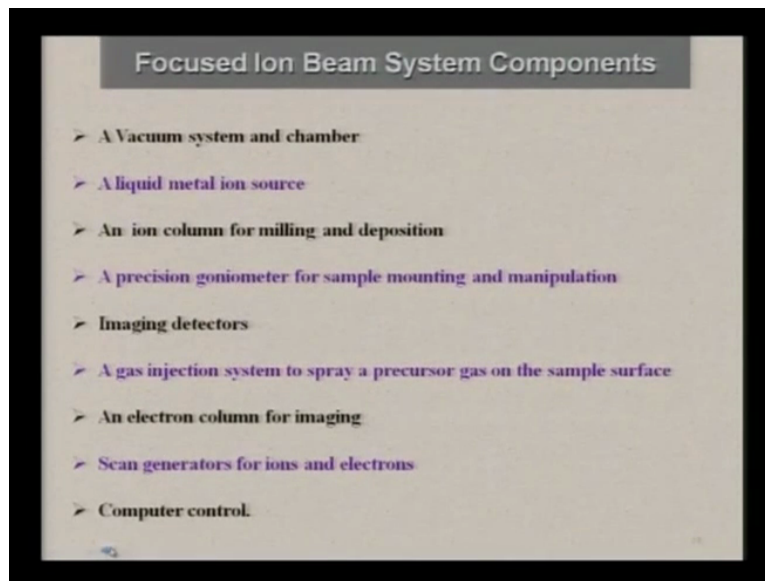 Focused Ion Beam System Components
➢ A Vacuum system and chamber
➢ A liquid metal ion source
➢ An ion column for milling and deposition
➢ A precision goniometer for sample mounting and manipulation
➢ Imaging detectors
➢ A gas injection system to spray a precursor gas on the sample surface
➢ An electron column for imaging
➢ Scan generators for ions and electrons
➢ Computer control.